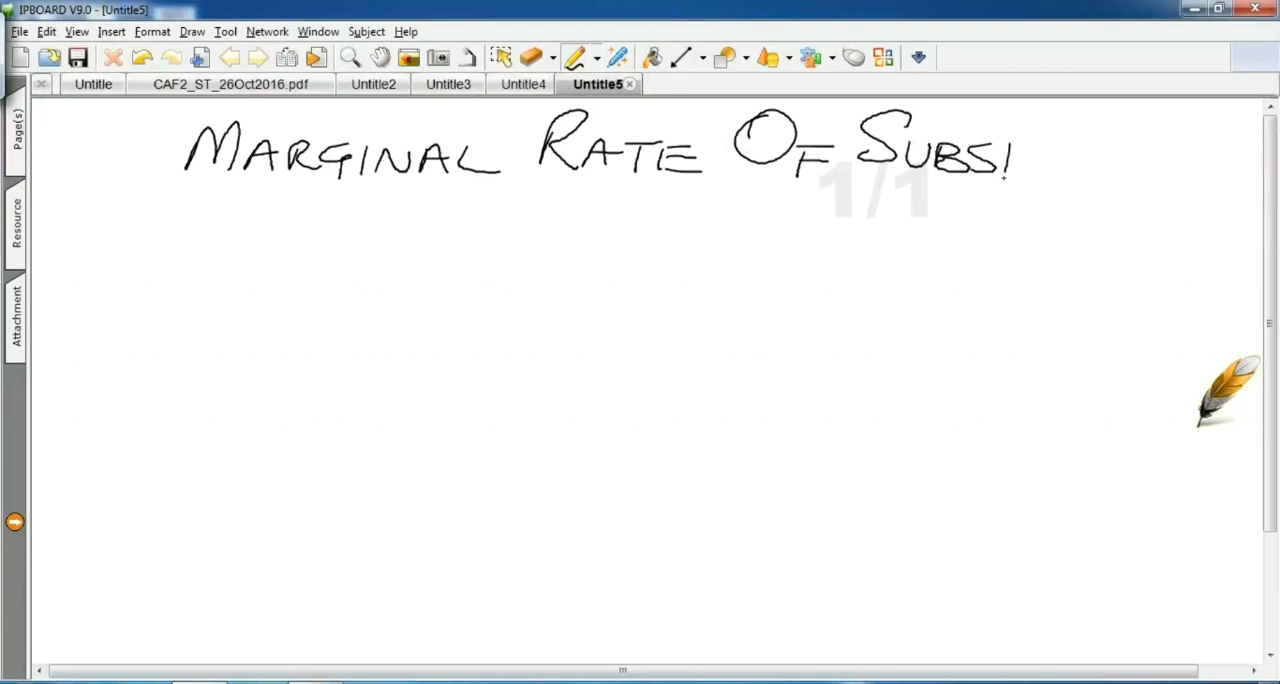 IPBOARD V9.0 - [Untitle5]
File Edit View Insert Format Draw Tool Network Window Subject Help
Untitle CAF2_ST_26Oct2016.pdf Untitle2 Untitle3 Untitle4 Untitle5
Page(s)
Resource
Attachment
MARGINAL RATE OF SUBS
1/1